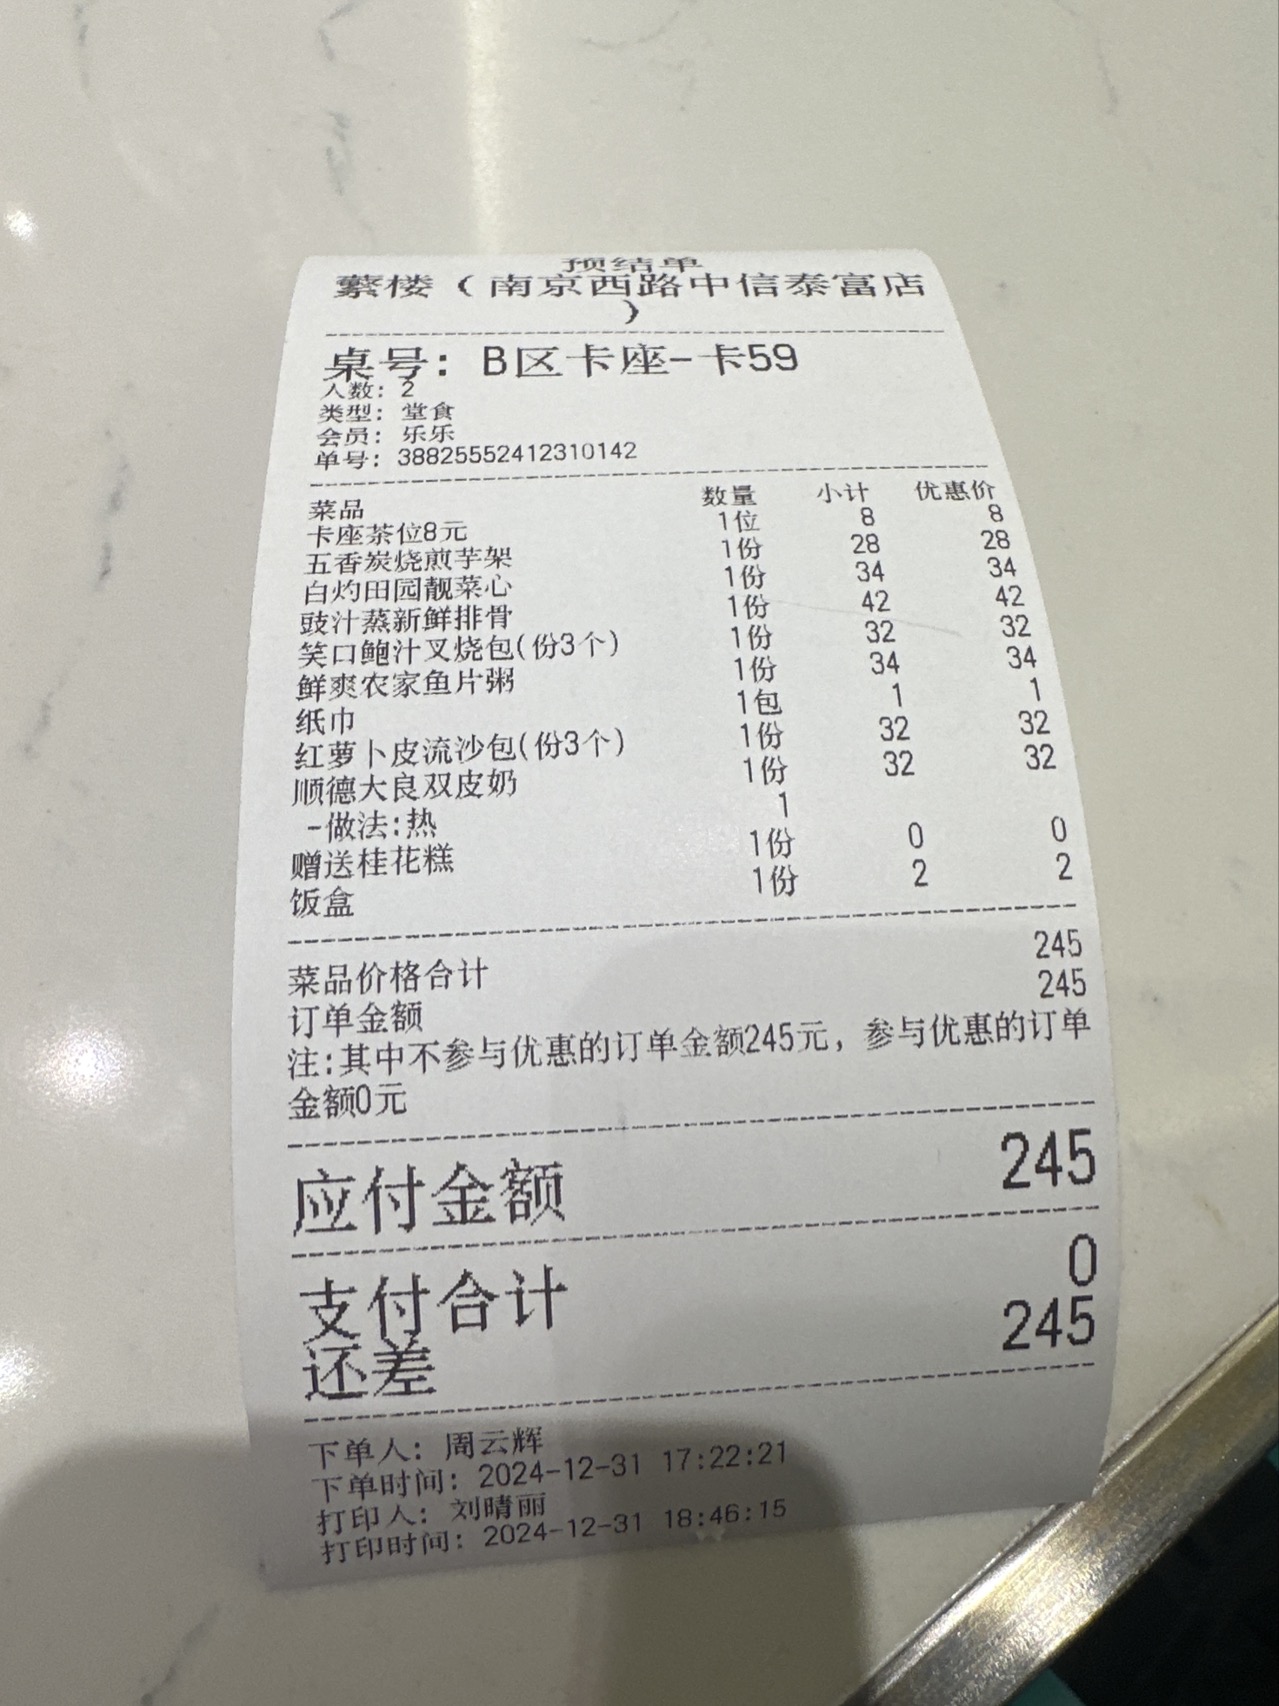 预结单
蘩楼（南京西路中信泰富店
）
桌号: B区卡座-卡59
人数: 2
类型: 堂食
会员: 乐乐
单号: 38825552412310142
菜品 数量 小计 优惠价
卡座茶位8元 1位 8 8
五香炭烧煎芋架 1份 28 28
白灼田园靓菜心 1份 34 34
豉汁蒸新鲜排骨 1份 42 42
笑口鲍汁叉烧包(份3个) 1份 32 32
鲜爽农家鱼片粥 1份 34 34
纸巾 1包 1 1
红萝卜皮流沙包(份3个) 1份 32 32
顺德大良双皮奶 1份 32 32
-做法:热 1
赠送桂花糕 1份 0 0
饭盒 1份 2 2
菜品价格合计 245
订单金额 245
注:其中不参与优惠的订单金额245元，参与优惠的订单
金额0元
应付金额 245
支付合计 0
还差 245
下单人: 周云辉
下单时间: 2024-12-31 17:22:21
打印人: 刘晴丽
打印时间: 2024-12-31 18:46:15